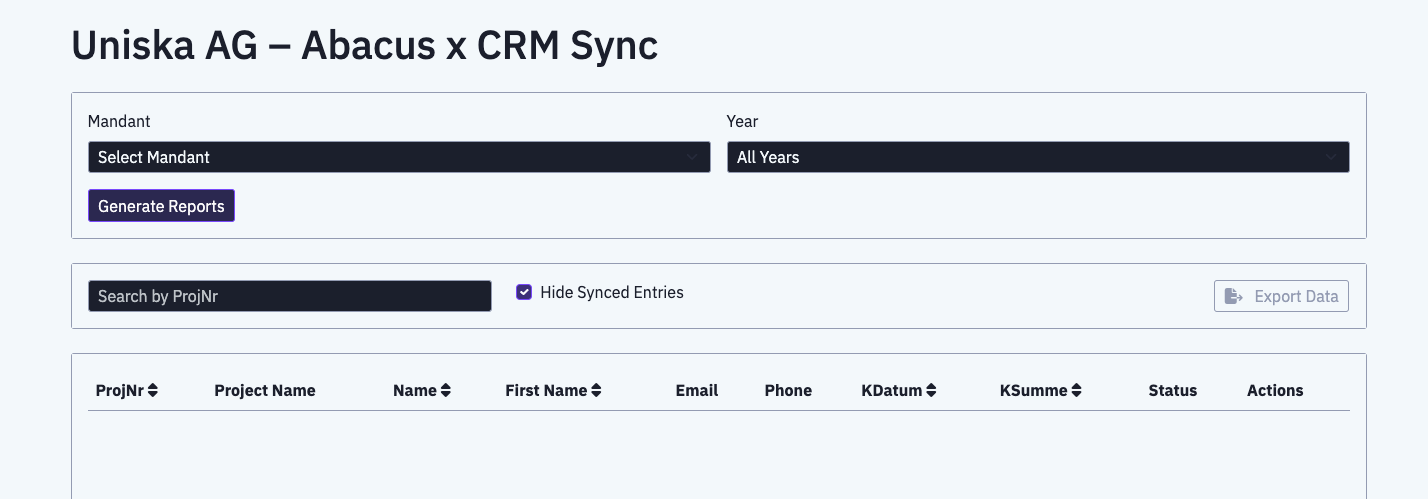 Uniska AG – Abacus x CRM Sync
Mandant Year
Select Mandant All Years
Generate Reports
Search by ProjNr Hide Synced Entries Export Data
ProjNr Project Name Name First Name Email Phone KDatum KSumme Status Actions